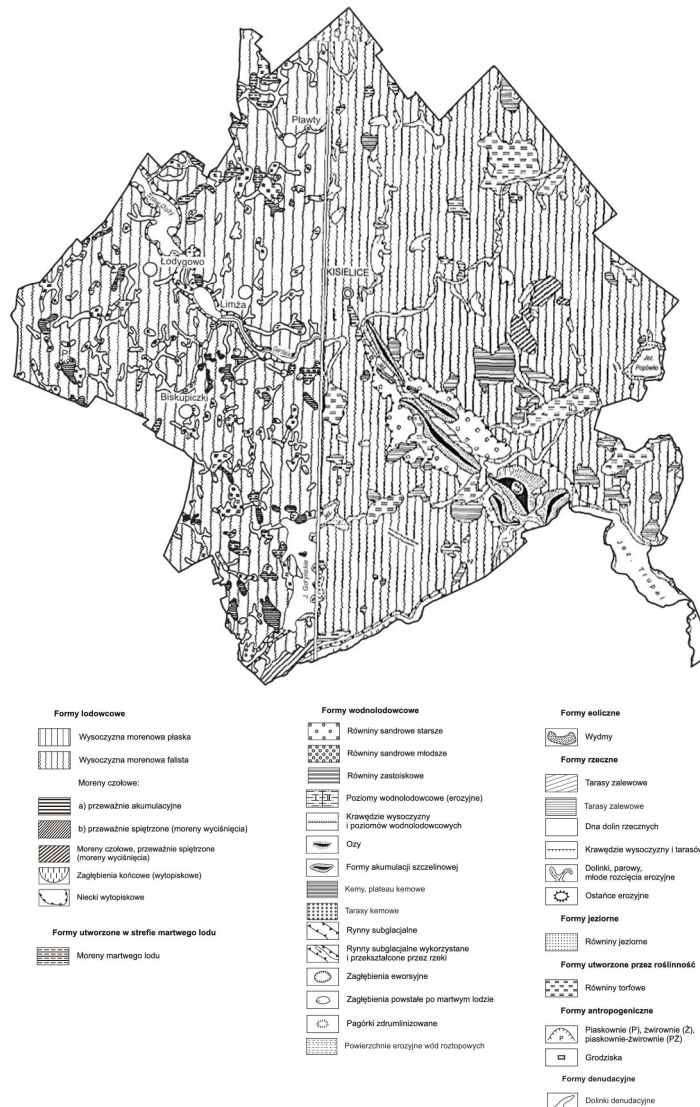 Pławty
Łodygowo
KISIELICE
Limża
Gardęga
Jez.
Popówko
Biskupiczki
J. Goryńskie
Jez. Trupel
Formy lodowcowe
Wysoczyzna morenowa płaska
Wysoczyzna morenowa falista
Moreny czołowe:
a) przeważnie akumulacyjne
b) przeważnie spiętrzone (moreny wyciśnięcia)
Moreny czołowe, przeważnie spiętrzone
(moreny wyciśnięcia)
Zagłębienia końcowe (wytopiskowe)
Niecki wytopiskowe
Formy utworzone w strefie martwego lodu
Moreny martwego lodu
Formy wodnolodowcowe
Równiny sandrowe starsze
Równiny sandrowe młodsze
Równiny zastoiskowe
Poziomy wodnolodowcowe (erozyjne)
Krawędzie wysoczyzny
i poziomów wodnolodowcowych
Ozy
Formy akumulacji szczelinowej
Kemy, plateau kemowe
Tarasy kemowe
Rynny subglacjalne
Rynny subglacjalne wykorzystane
i przekształcone przez rzeki
Zagłębienia eworsyjne
Zagłębienia powstałe po martwym lodzie
Pagórki zdrumlinizowane
Powierzchnie erozyjne wód roztopowych
Formy eoliczne
Wydmy
Formy rzeczne
Tarasy zalewowe
Tarasy zalewowe
Dna dolin rzecznych
Krawędzie wysoczyzny i tarasów
Dolinki, parowy,
młode rozcięcia erozyjne
Ostańce erozyjne
Formy jeziorne
Równiny jeziorne
Formy utworzone przez roślinność
Równiny torfowe
Formy antropogeniczne
P
Piaskownie (P), żwirownie (Ż),
piaskownie-żwirownie (PŻ)
Grodziska
Formy denudacyjne
Dolinki denudacyjne